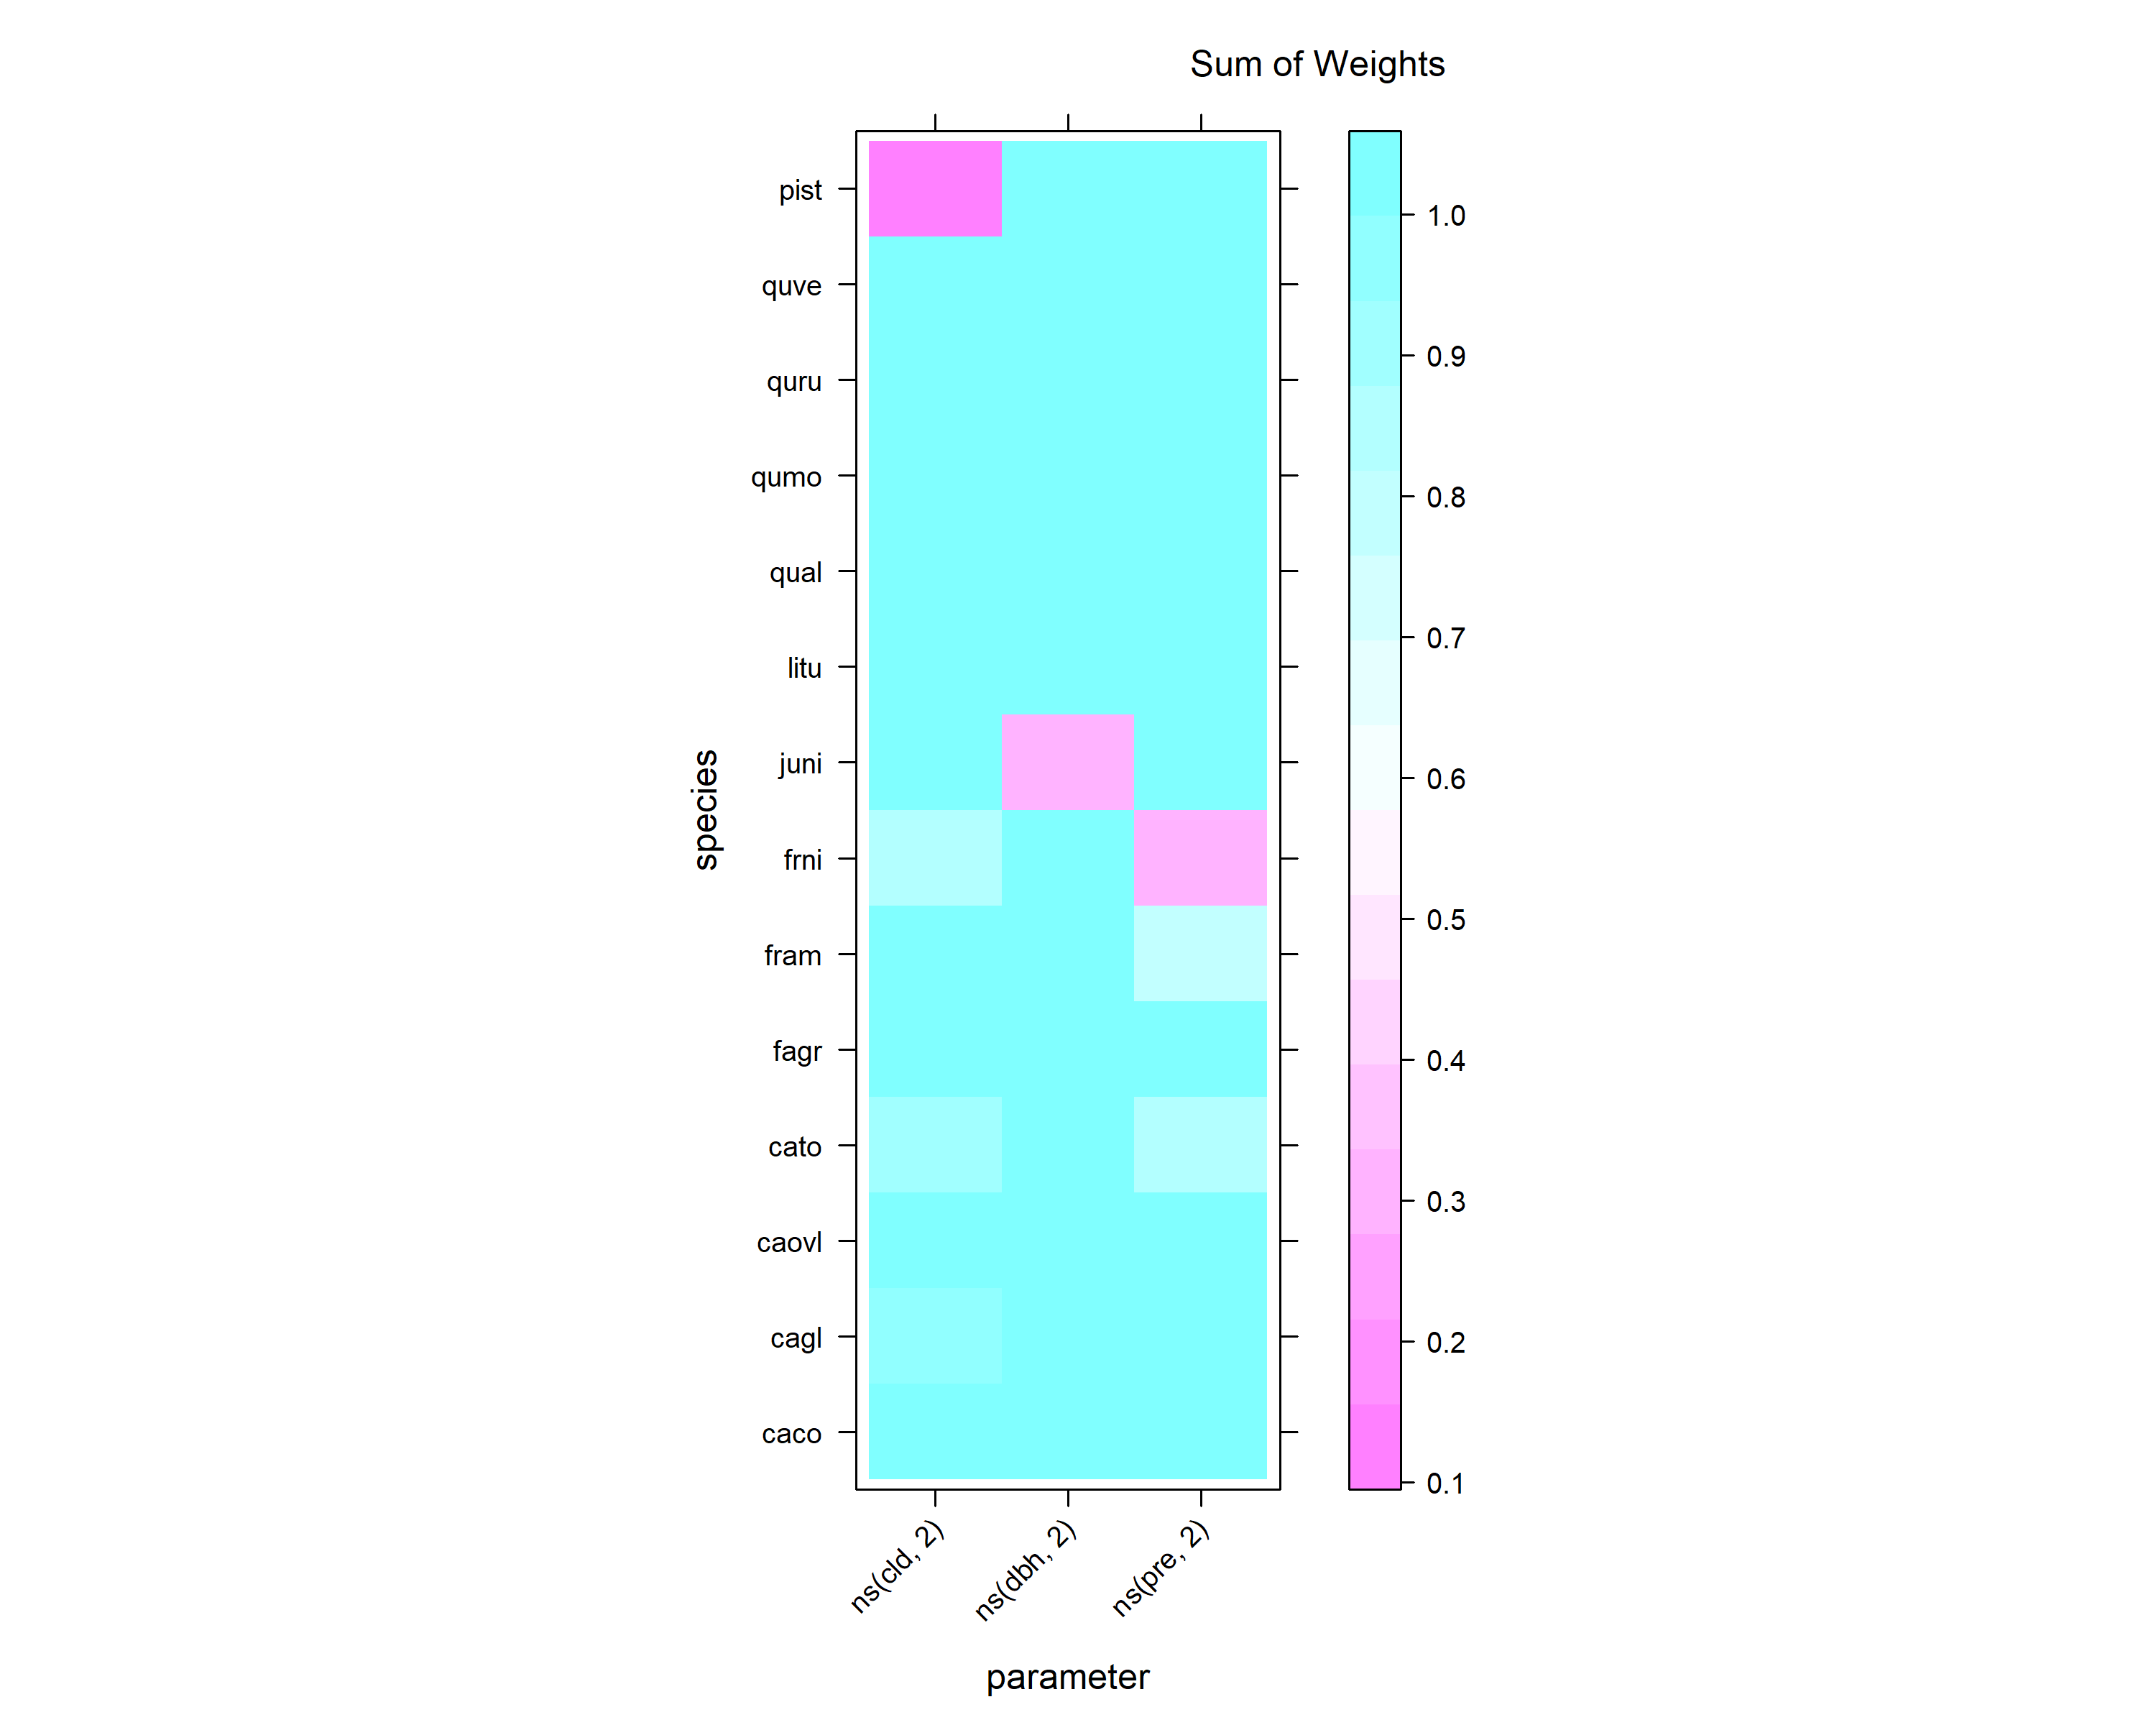 Sum of Weights
pist
quve
quru
qumo
qual
litu
juni
frni
fram
fagr
cato
caovl
cagl
caco
species
1.0
0.9
0.8
0.7
0.6
0.5
0.4
0.3
0.2
0.1
ns(cld, 2)
ns(dbh, 2)
ns(pre, 2)
parameter